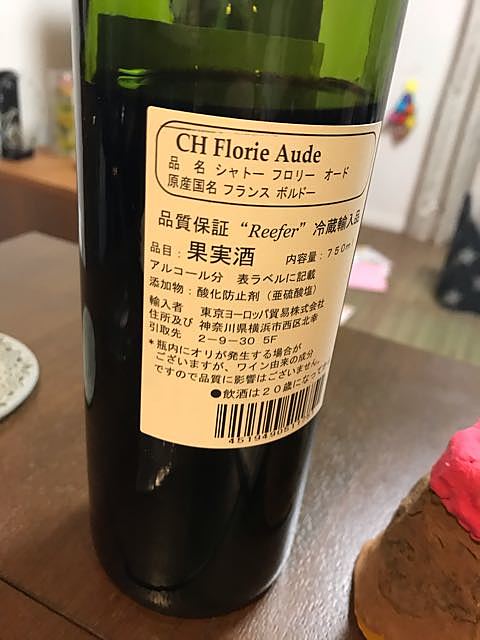 CH Florie Aude
品 名 シャトー フロリー オード
原産国名 フランス ボルドー
品質保証 “Reefer” 冷蔵輸入品
品目：果実酒 内容量：750ml
アルコール分 表ラベルに記載
添加物：酸化防止剤（亜硫酸塩）
輸入者 東京ヨーロッパ貿易株式会社
住所及び 神奈川県横浜市西区北幸
引取先 2-9-30 5F
＊瓶内にオリが発生する場合が
ございますが、ワイン由来の成分
ですので品質に影響はございません。
●飲酒は20歳になって